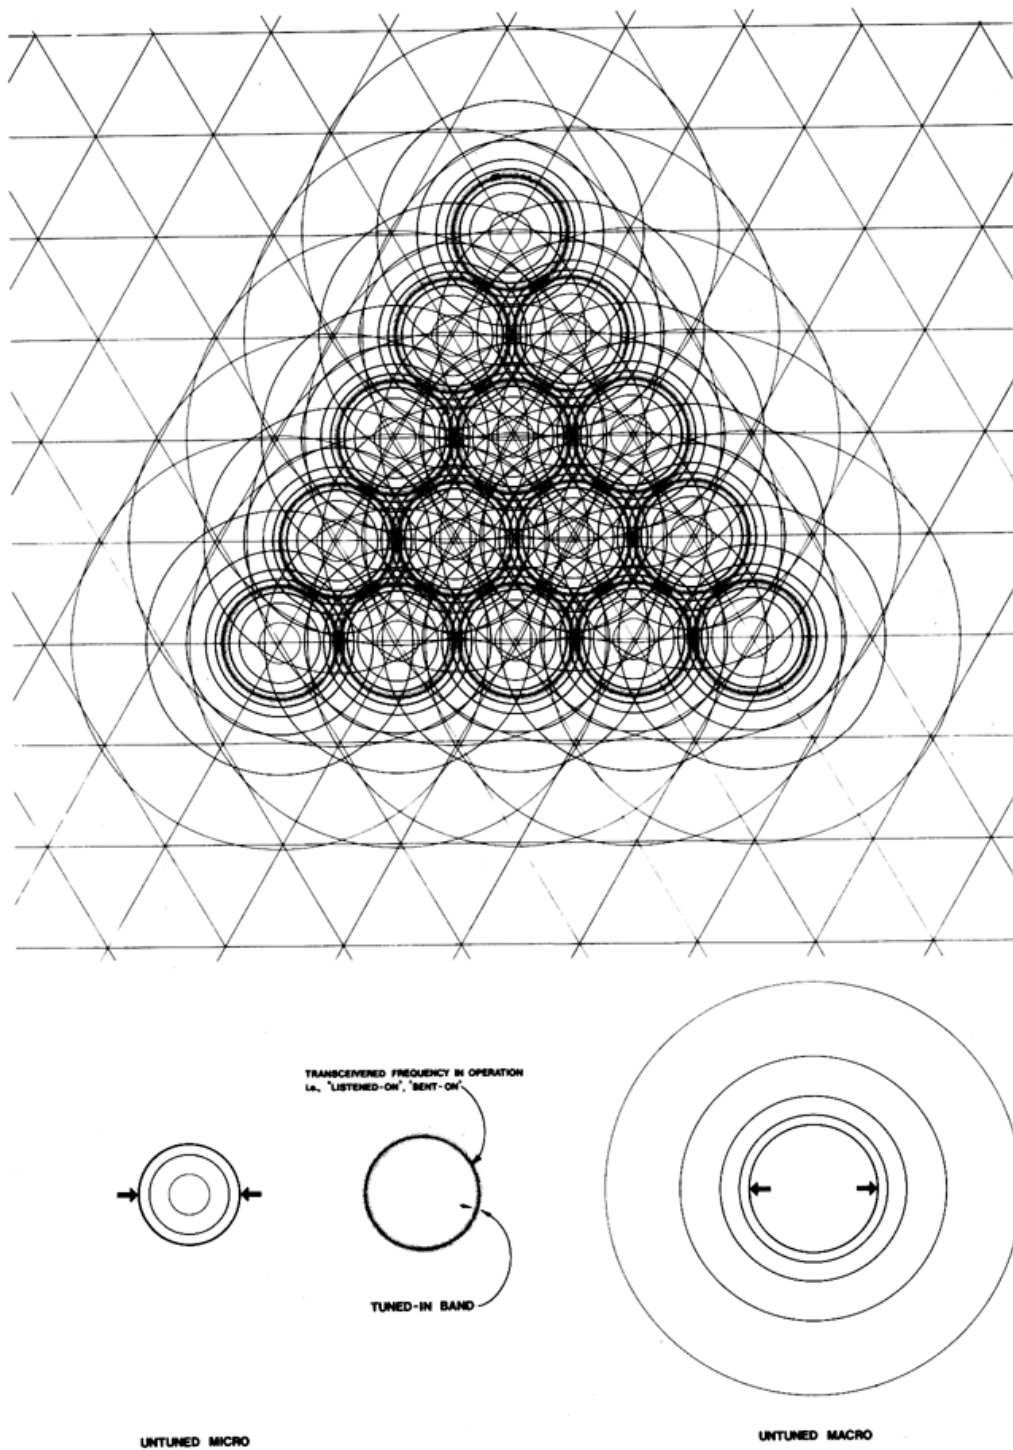 TRANSCEIVERED FREQUENCY IN OPERATION
i.e., "LISTENED-ON", "SENT-ON"
TUNED-IN BAND
UNTUNED MICRO
UNTUNED MACRO